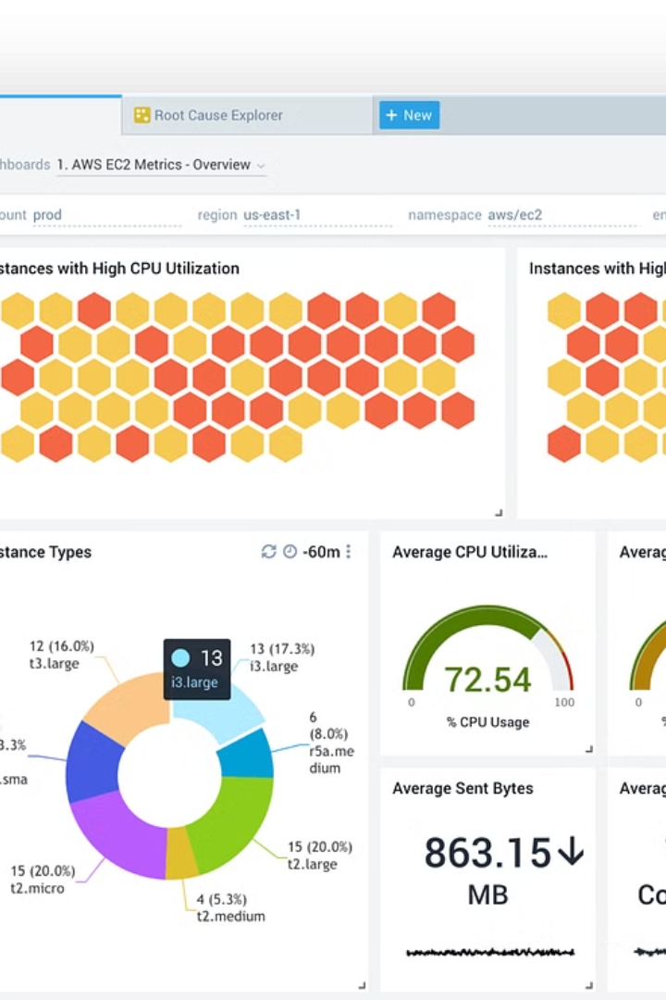 Root Cause Explorer
+ New
hboards 1. AWS EC2 Metrics - Overview
ount prod region us-east-1 namespace aws/ec2 en
stances with High CPU Utilization
Instances with High
stance Types
-60m
Average CPU Utiliza...
Averag
12 (16.0%)
t3.large
13
i3.large
13 (17.3%)
i3.large
6
(8.0%)
r5a.me
dium
3.3%
.sma
15 (20.0%)
t2.large
15 (20.0%)
t2.micro
4 (5.3%)
t2.medium
72.54
0
100
% CPU Usage
0
%
Average Sent Bytes
Averag
863.15
MB
Co